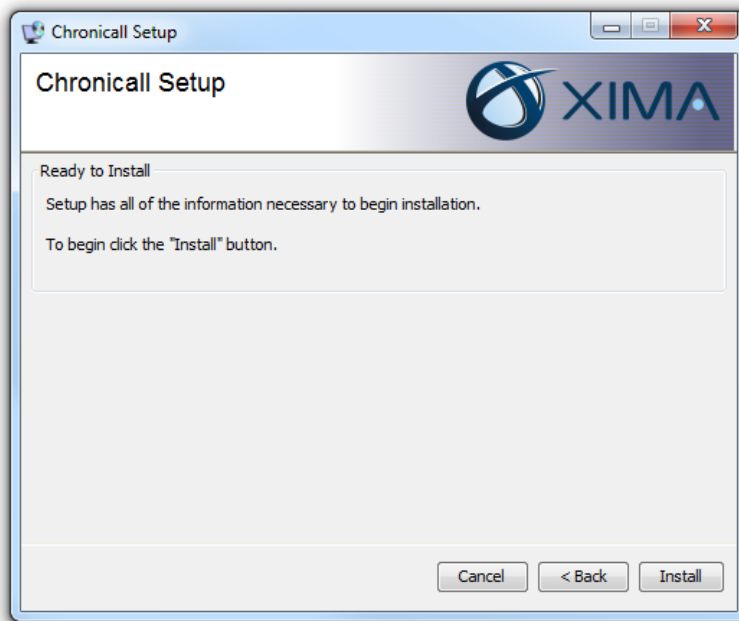 Chronicall Setup
Chronicall Setup
XIMA
Ready to Install
Setup has all of the information necessary to begin installation.
To begin click the "Install" button.
Cancel
< Back
Install